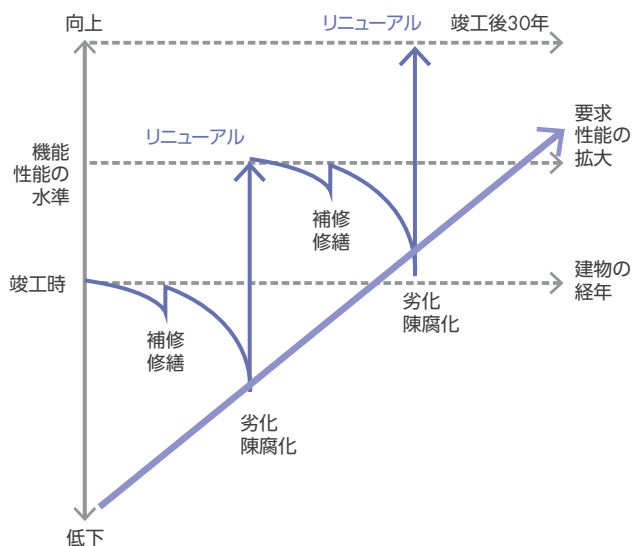 向上
リニューアル
竣工後30年
リニューアル
要求
性能の
拡大
機能
性能の
水準
補修
修繕
竣工時
建物の
経年
劣化
陳腐化
補修
修繕
劣化
陳腐化
低下